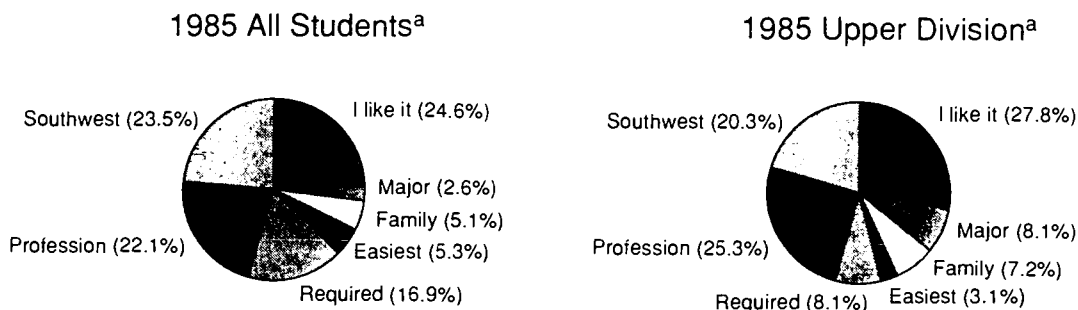 1985 All Students^a
Southwest (23.5%)
I like it (24.6%)
Major (2.6%)
Family (5.1%)
Easiest (5.3%)
Profession (22.1%)
Required (16.9%)
1985 Upper Division^a
Southwest (20.3%)
I like it (27.8%)
Major (8.1%)
Family (7.2%)
Easiest (3.1%)
Profession (25.3%)
Required (8.1%)